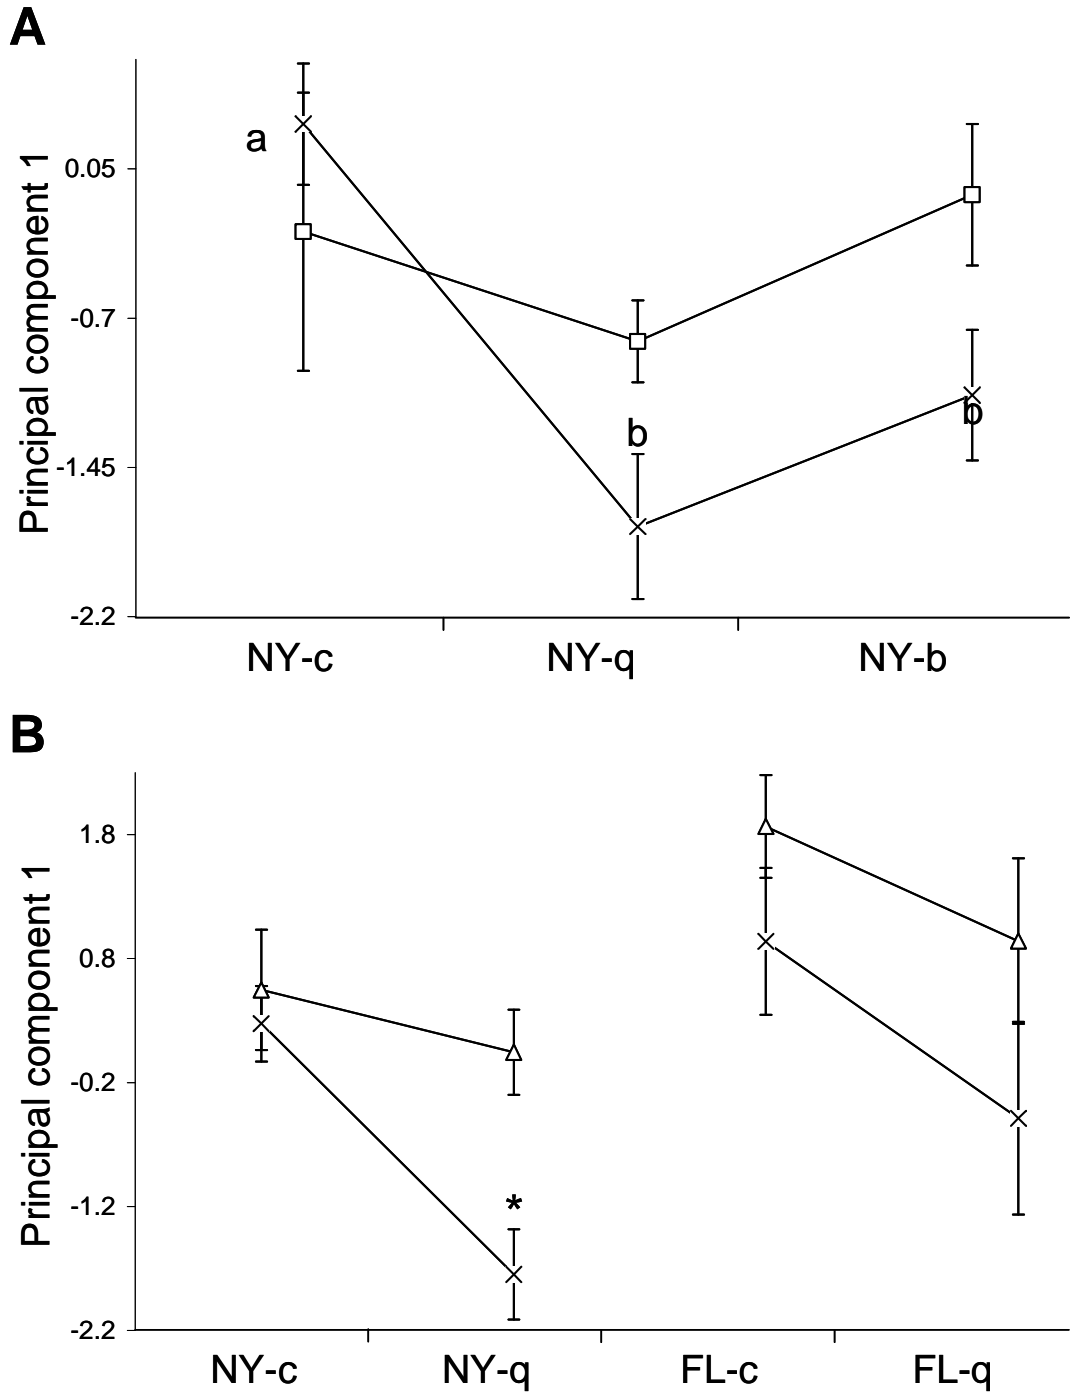 A
Principal component 1
0.05
-0.7
-1.45
-2.2
a
b
b
NY-c NY-q NY-b
B
Principal component 1
1.8
0.8
-0.2
-1.2
-2.2
*
NY-c NY-q FL-c FL-q